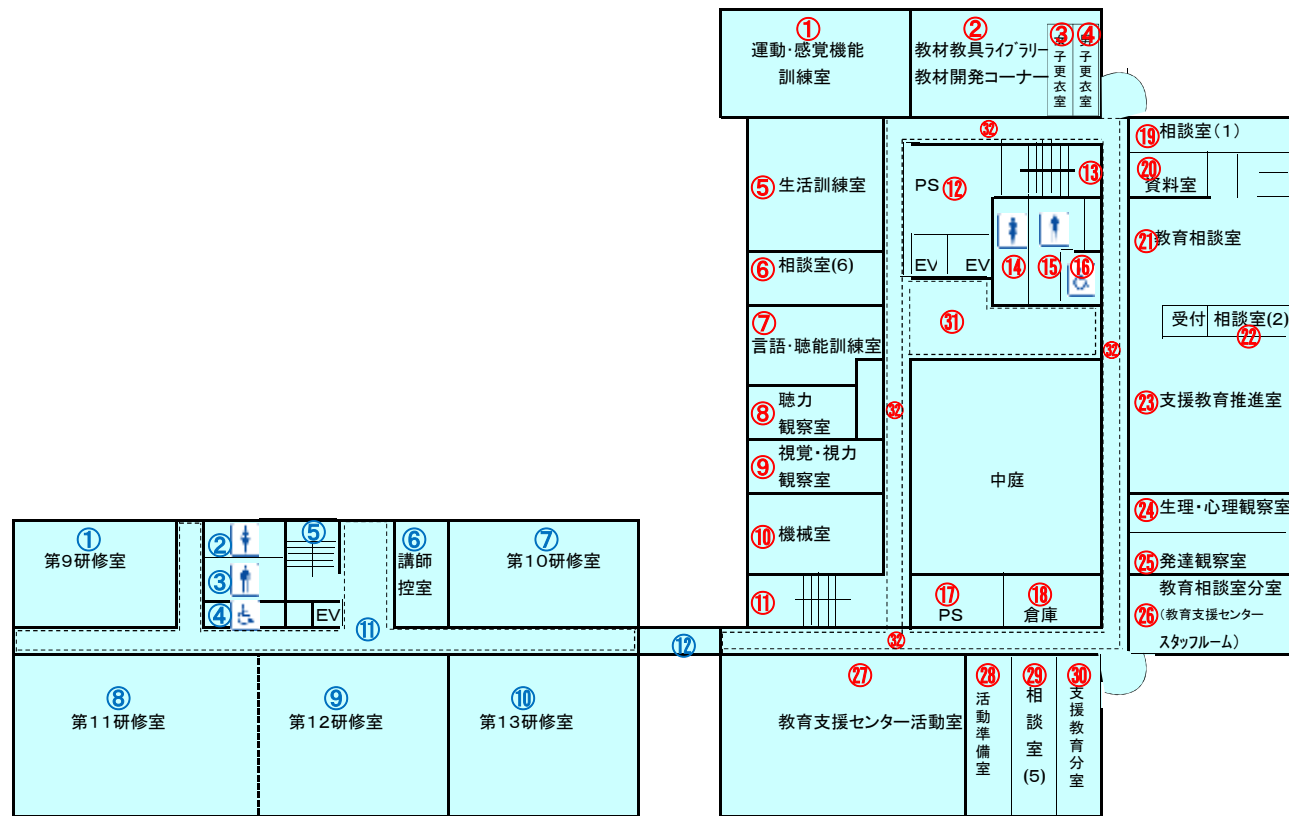 ①
運動・感覚機能
訓練室
②
教材教具ライブラリー
教材開発コーナー
③
女子更衣室
④
男子更衣室
⑤生活訓練室
⑥相談室(6)
⑦
言語・聴能訓練室
⑧聴力
観察室
⑨視覚・視力
観察室
⑩機械室
⑪
PS⑫
⑬
EV
EV
⑭
⑮
⑯
㉛
㉜
㉜
㉜
㉜
中庭
⑰
PS
⑱
倉庫
⑲相談室(1)
⑳
資料室
㉑教育相談室
受付
相談室(2)
㉒
㉓支援教育推進室
㉔生理・心理観察室
㉕発達観察室
教育相談室分室
㉖(教育支援センター
スタッフルーム)
㉗
教育支援センター活動室
㉘
活動準備室
㉙
相談室(5)
㉚
支援教育分室
①
第9研修室
②
③
④
⑤
EV
⑥
講師
控室
⑦
第10研修室
⑪
⑫
⑧
第11研修室
⑨
第12研修室
⑩
第13研修室